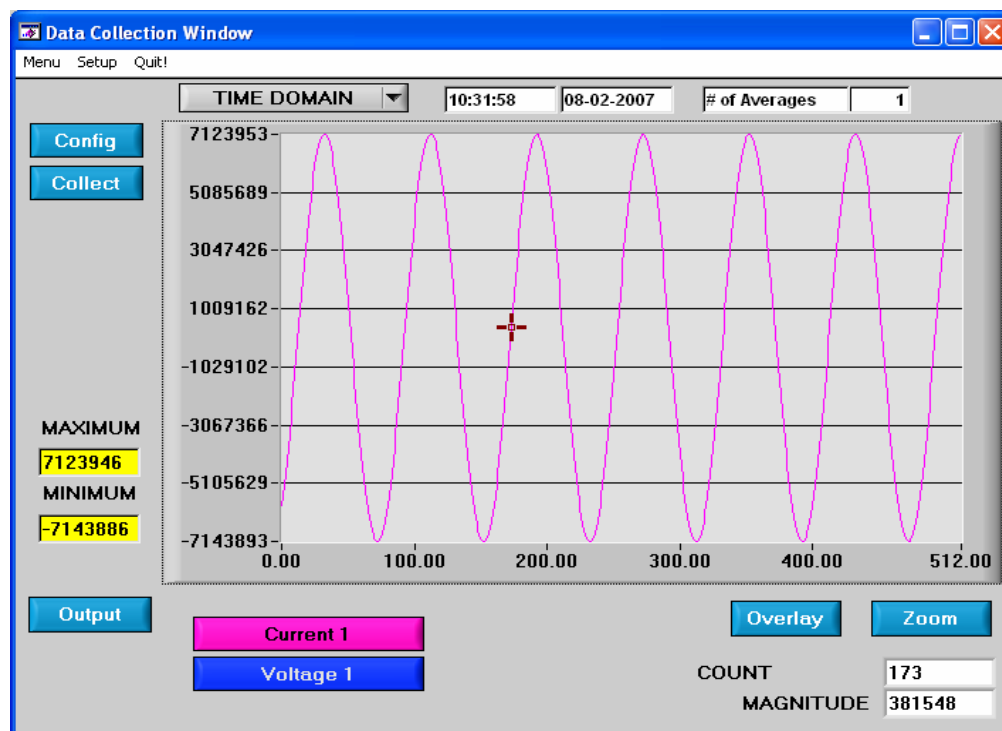 Data Collection Window
Menu Setup Quit!
TIME DOMAIN 10:31:58 08-02-2007 # of Averages 1
Config
Collect
7123953
5085689
3047426
1009162
-1029102
-3067366
-5105629
-7143893
0.00 100.00 200.00 300.00 400.00 512.00
MAXIMUM
7123946
MINIMUM
-7143886
Output
Current 1
Voltage 1
Overlay Zoom
COUNT 173
MAGNITUDE 381548